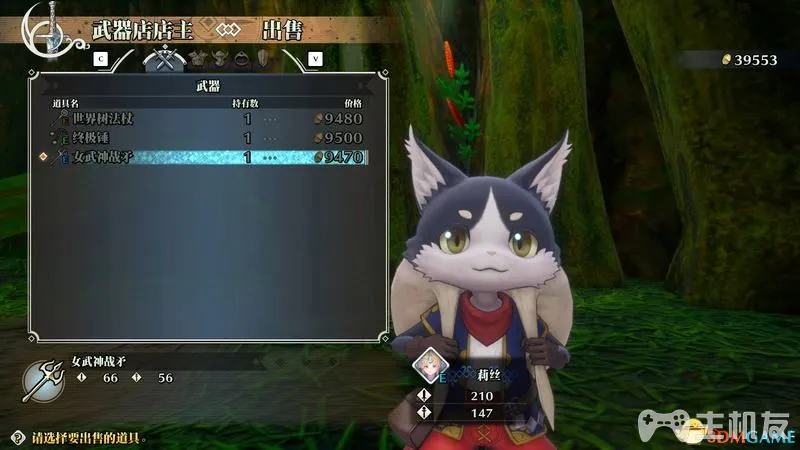 武器店店主 出售
39553
C V
武器
道具名 持有数 价格
E 世界树法杖 1 ··· 9480
E 终极锤 1 ··· 9500
E 女武神战矛 1 ··· 9470
女武神战矛
66 56
E 莉丝
210
147
请选择要出售的道具。
主机友
3DMGAME